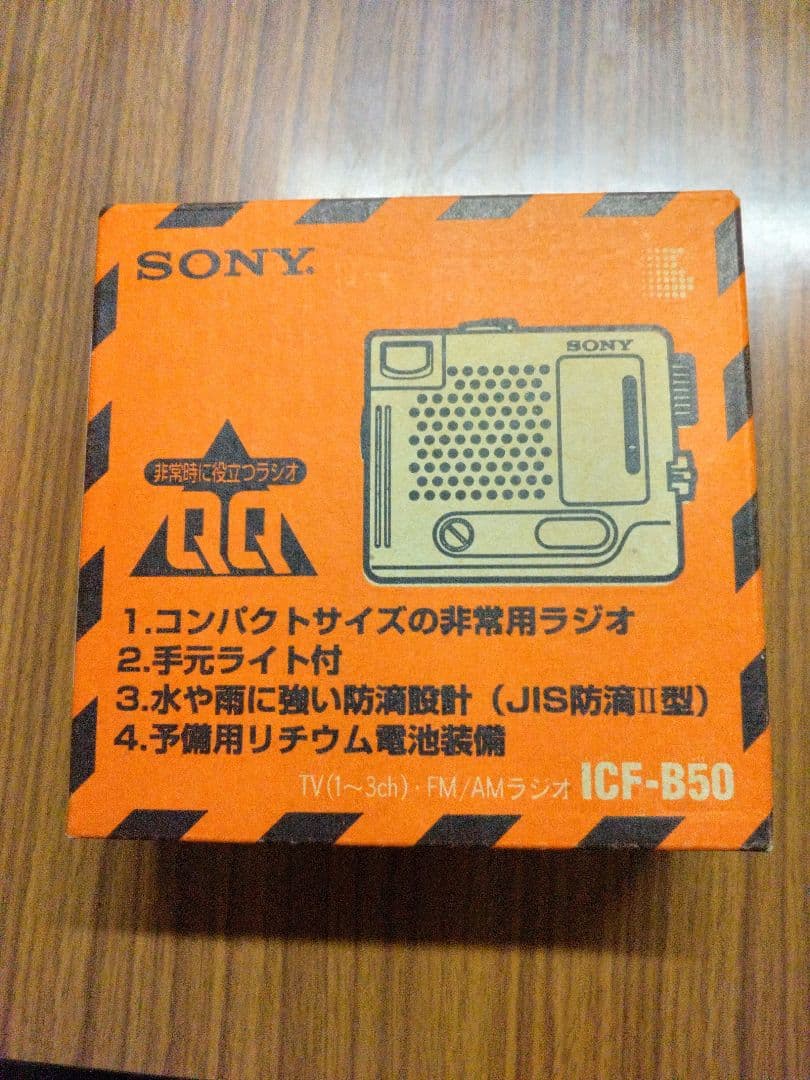 SONY.
SONY
非常時に役立つラジオ
QQ
1.コンパクトサイズの非常用ラジオ
2.手元ライト付
3.水や雨に強い防滴設計（JIS防滴II型）
4.予備用リチウム電池装備
TV(1〜3ch)・FM/AMラジオ ICF-B50